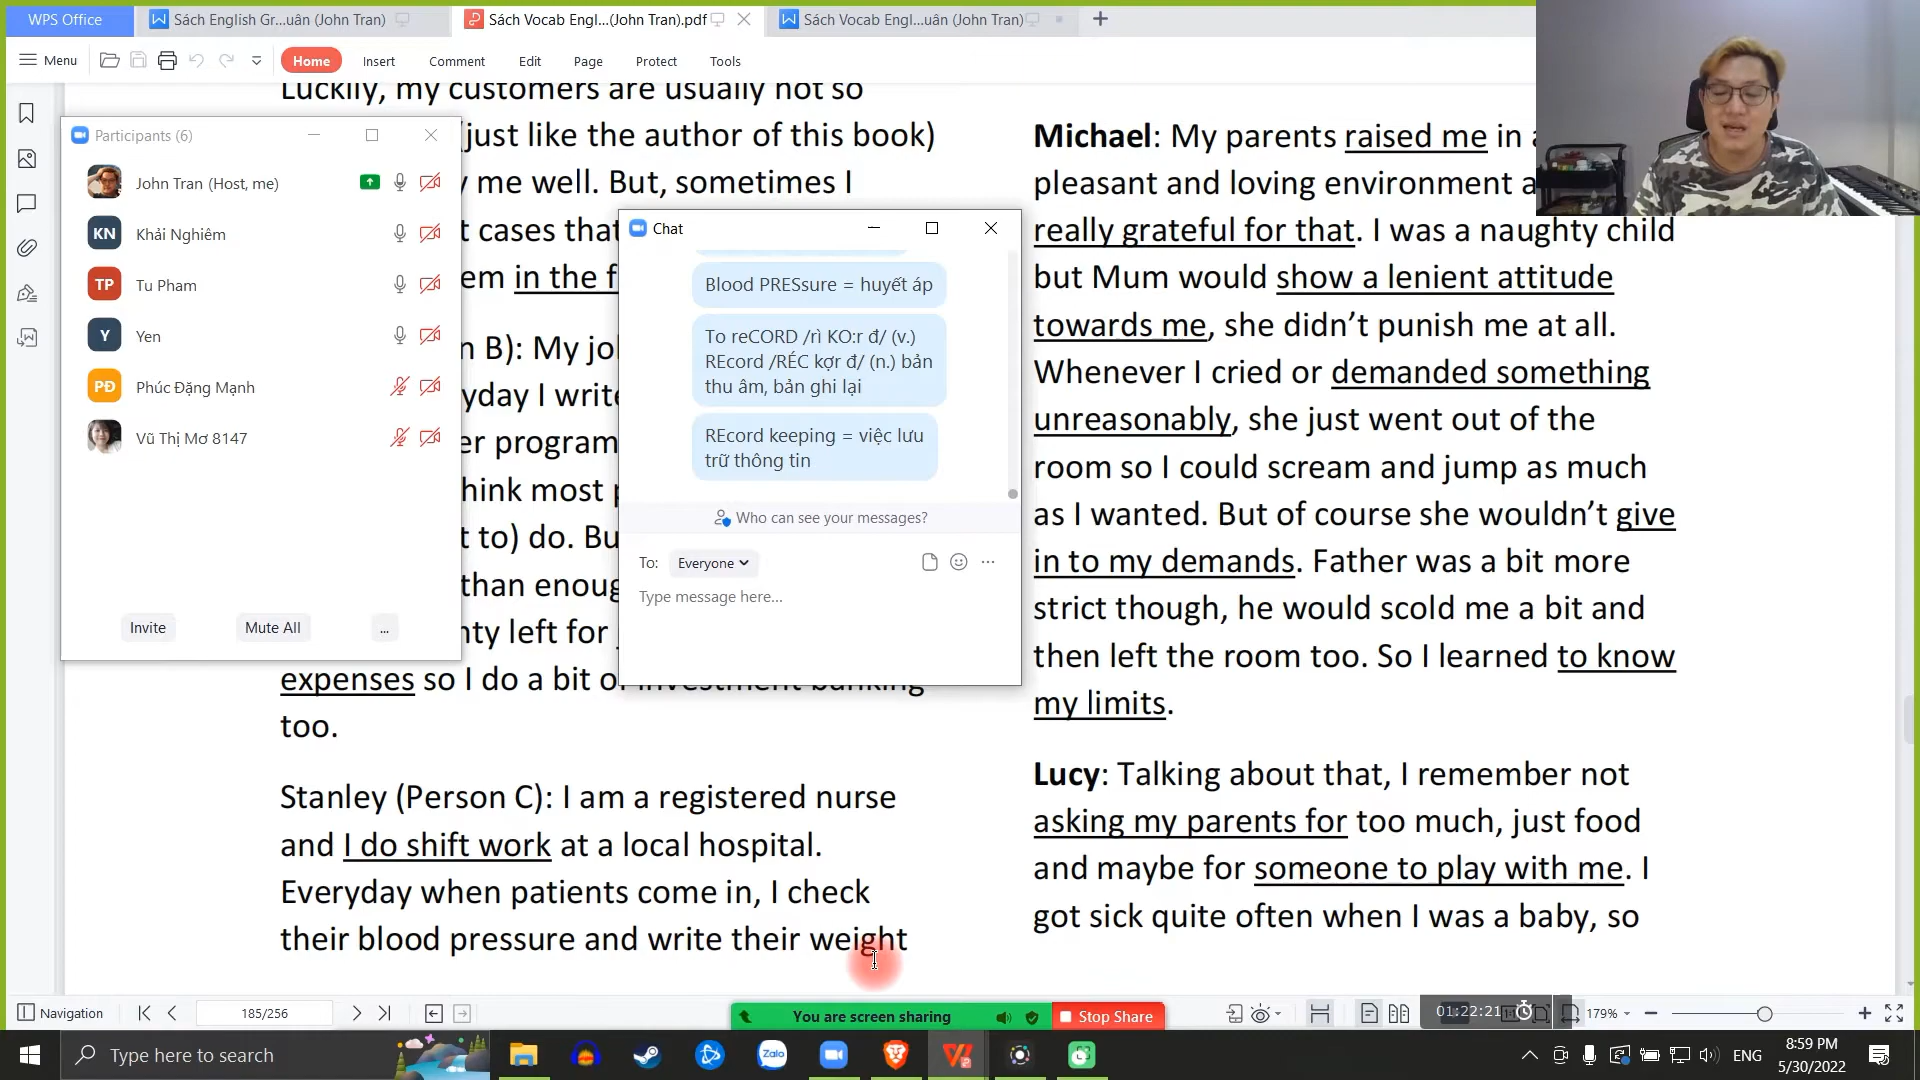 WPS Office
Sách English Gr...uân (John Tran)
Sách Vocab Engl...(John Tran).pdf
Sách Vocab Engl...uân (John Tran)
Menu
Home
Insert
Comment
Edit
Page
Protect
Tools
Luckily, my customers are usually not so
(just like the author of this book)
me well. But, sometimes I
t cases that
em in the f
n B): My jo
yday I write
er program
hink most
t to) do. Bu
than enoug
nty left for
expenses so I do a bit of investment banking
too.
Stanley (Person C): I am a registered nurse
and I do shift work at a local hospital.
Everyday when patients come in, I check
their blood pressure and write their weight
Participants (6)
John Tran (Host, me)
KN
Khải Nghiêm
TP
Tu Pham
Y
Yen
PĐ
Phúc Đặng Mạnh
Vũ Thị Mơ 8147
Invite
Mute All
...
Chat
Blood PRESsure = huyết áp
To reCORD /rì KO:r đ/ (v.)
REcord /RÉC kợr đ/ (n.) bản
thu âm, bản ghi lại
REcord keeping = việc lưu
trữ thông tin
Who can see your messages?
To:
Everyone
Type message here...
Michael: My parents raised me in a
pleasant and loving environment a
really grateful for that. I was a naughty child
but Mum would show a lenient attitude
towards me, she didn’t punish me at all.
Whenever I cried or demanded something
unreasonably, she just went out of the
room so I could scream and jump as much
as I wanted. But of course she wouldn’t give
in to my demands. Father was a bit more
strict though, he would scold me a bit and
then left the room too. So I learned to know
my limits.
Lucy: Talking about that, I remember not
asking my parents for too much, just food
and maybe for someone to play with me. I
got sick quite often when I was a baby, so
Navigation
185/256
You are screen sharing
Stop Share
01:22:21
179%
Type here to search
Zalo
ENG
8:59 PM
5/30/2022